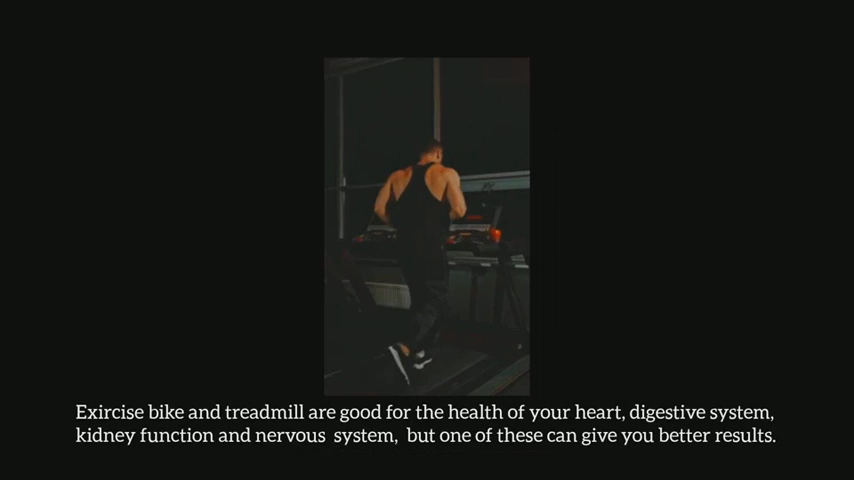 Exircise bike and treadmill are good for the health of your heart, digestive system,
kidney function and nervous system, but one of these can give you better results.